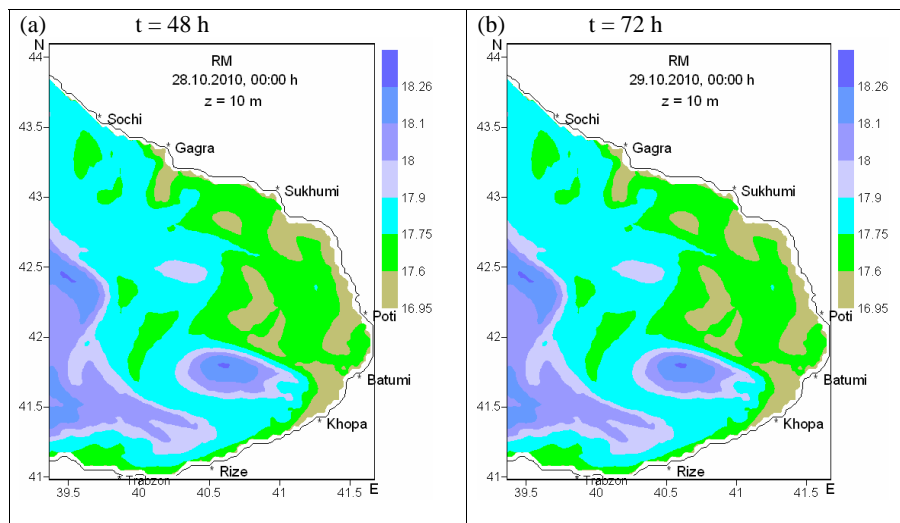 (a) t = 48 h
N
44
RM
28.10.2010, 00:00 h
z = 10 m
18.26
18.1
18
17.9
17.75
17.6
16.95
Sochi
43.5
Gagra
43
Sukhumi
42.5
Poti
42
Batumi
41.5
Khopa
Rize
41
Trabzon
39.5 40 40.5 41 41.5 E
(b) t = 72 h
N
44
RM
29.10.2010, 00:00 h
z = 10 m
18.26
18.1
18
17.9
17.75
17.6
16.95
Sochi
43.5
Gagra
43
Sukhumi
42.5
Poti
42
Batumi
41.5
Khopa
Rize
41
Trabzon
39.5 40 40.5 41 41.5 E